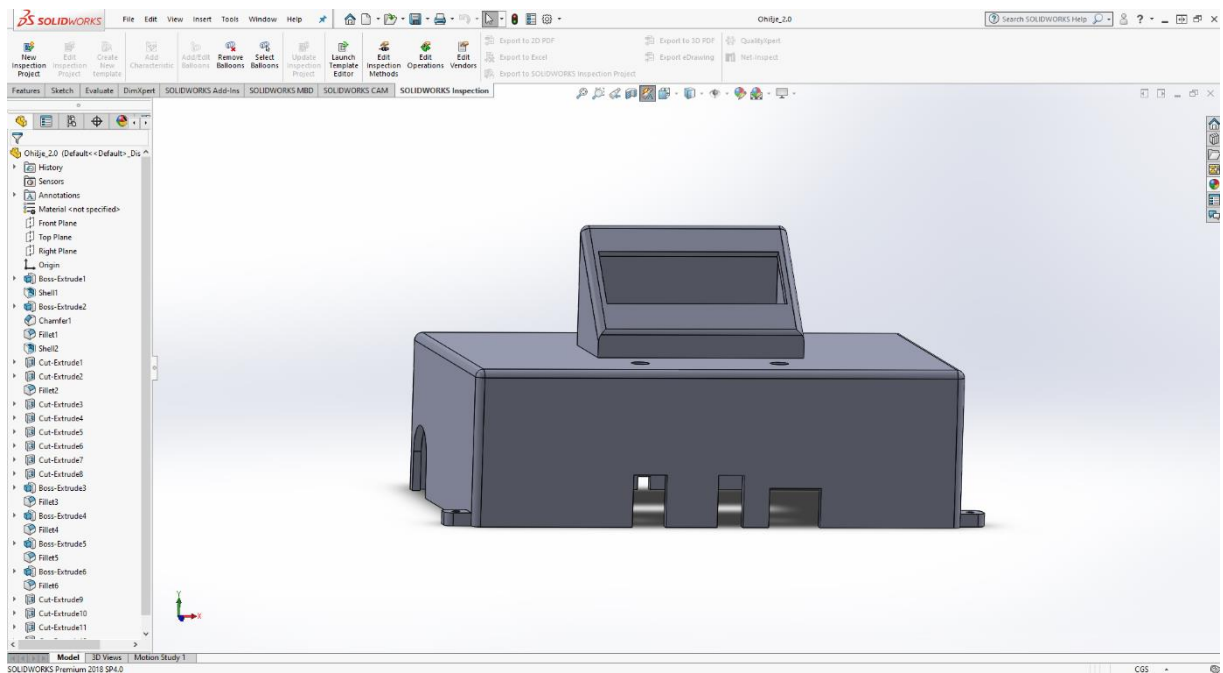 SOLIDWORKS File Edit View Insert Tools Window Help Ohišje_2.0 Search SOLIDWORKS Help
New Inspection Project
Edit Inspection Project
Create New template
Add Characteristic
Add/Edit Balloons
Remove Balloons
Select Balloons
Update Inspection Project
Launch Template Editor
Edit Inspection Methods
Edit Operations
Edit Vendors
Export to 2D PDF Export to 3D PDF QualityXpert
Export to Excel Export eDrawing Net-Inspect
Export to SOLIDWORKS Inspection Project
Features Sketch Evaluate DimXpert SOLIDWORKS Add-Ins SOLIDWORKS MBD SOLIDWORKS CAM SOLIDWORKS Inspection
Ohišje_2.0 (Default<<Default>_Dis
History
Sensors
Annotations
Material <not specified>
Front Plane
Top Plane
Right Plane
Origin
Boss-Extrude1
Shell1
Boss-Extrude2
Chamfer1
Fillet1
Shell2
Cut-Extrude1
Cut-Extrude2
Fillet2
Cut-Extrude3
Cut-Extrude4
Cut-Extrude5
Cut-Extrude6
Cut-Extrude7
Cut-Extrude8
Boss-Extrude3
Fillet3
Boss-Extrude4
Fillet4
Boss-Extrude5
Fillet5
Boss-Extrude6
Fillet6
Cut-Extrude9
Cut-Extrude10
Cut-Extrude11
Y
X
Model 3D Views Motion Study 1
SOLIDWORKS Premium 2018 SP4.0 CGS